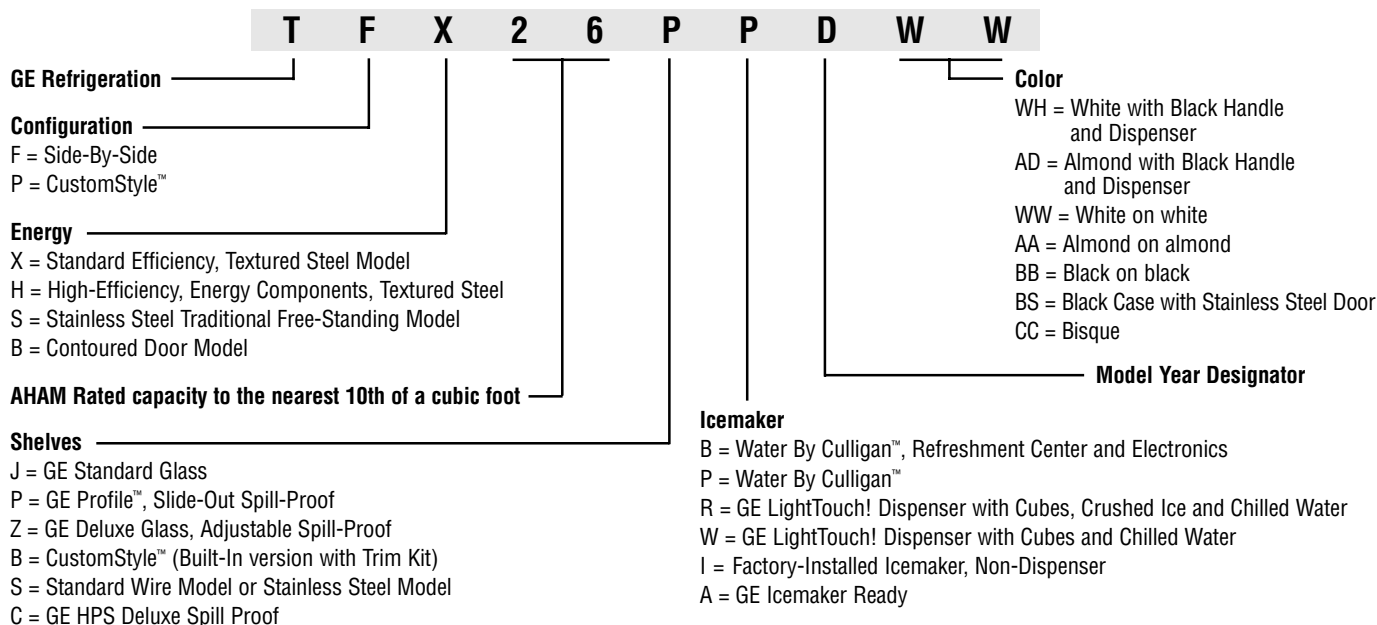 T F X 2 6 P P D W W
GE Refrigeration
Configuration
F = Side-By-Side
P = CustomStyle™
Energy
X = Standard Efficiency, Textured Steel Model
H = High-Efficiency, Energy Components, Textured Steel
S = Stainless Steel Traditional Free-Standing Model
B = Contoured Door Model
AHAM Rated capacity to the nearest 10th of a cubic foot
Shelves
J = GE Standard Glass
P = GE Profile™, Slide-Out Spill-Proof
Z = GE Deluxe Glass, Adjustable Spill-Proof
B = CustomStyle™ (Built-In version with Trim Kit)
S = Standard Wire Model or Stainless Steel Model
C = GE HPS Deluxe Spill Proof
Color
WH = White with Black Handle
and Dispenser
AD = Almond with Black Handle
and Dispenser
WW = White on white
AA = Almond on almond
BB = Black on black
BS = Black Case with Stainless Steel Door
CC = Bisque
Model Year Designator
Icemaker
B = Water By Culligan™, Refreshment Center and Electronics
P = Water By Culligan™
R = GE LightTouch! Dispenser with Cubes, Crushed Ice and Chilled Water
W = GE LightTouch! Dispenser with Cubes and Chilled Water
I = Factory-Installed Icemaker, Non-Dispenser
A = GE Icemaker Ready